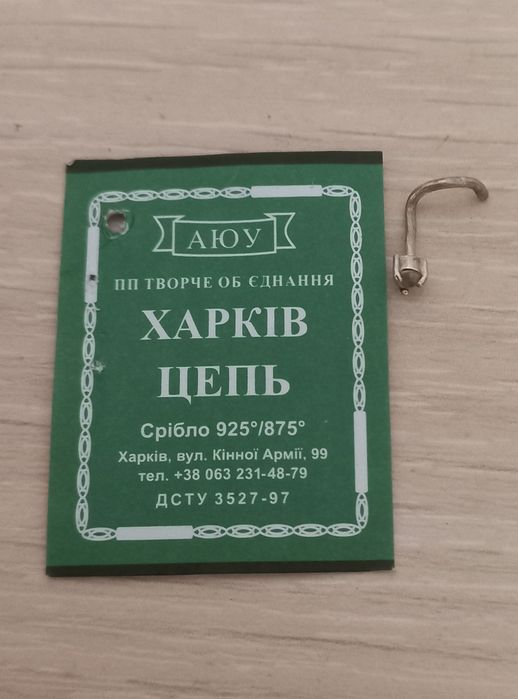 АЮУ
ПП ТВОРЧЕ ОБ ЄДНАННЯ
ХАРКІВ
ЦЕПЬ
Срібло 925°/875°
Харків, вул. Кінної Армії, 99
тел. +38 063 231-48-79
ДСТУ 3527-97